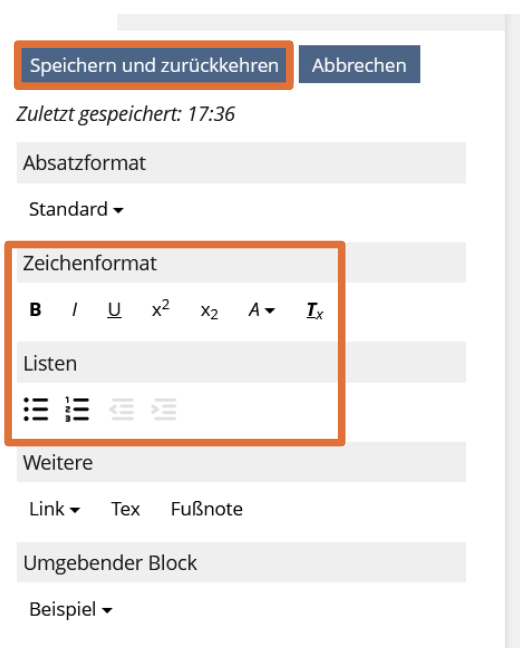 Speichern und zurückkehren Abbrechen
Zuletzt gespeichert: 17:36
Absatzformat
Standard
Zeichenformat
B I U x² x₂ A Tx
Listen
Weitere
Link Tex Fußnote
Umgebender Block
Beispiel